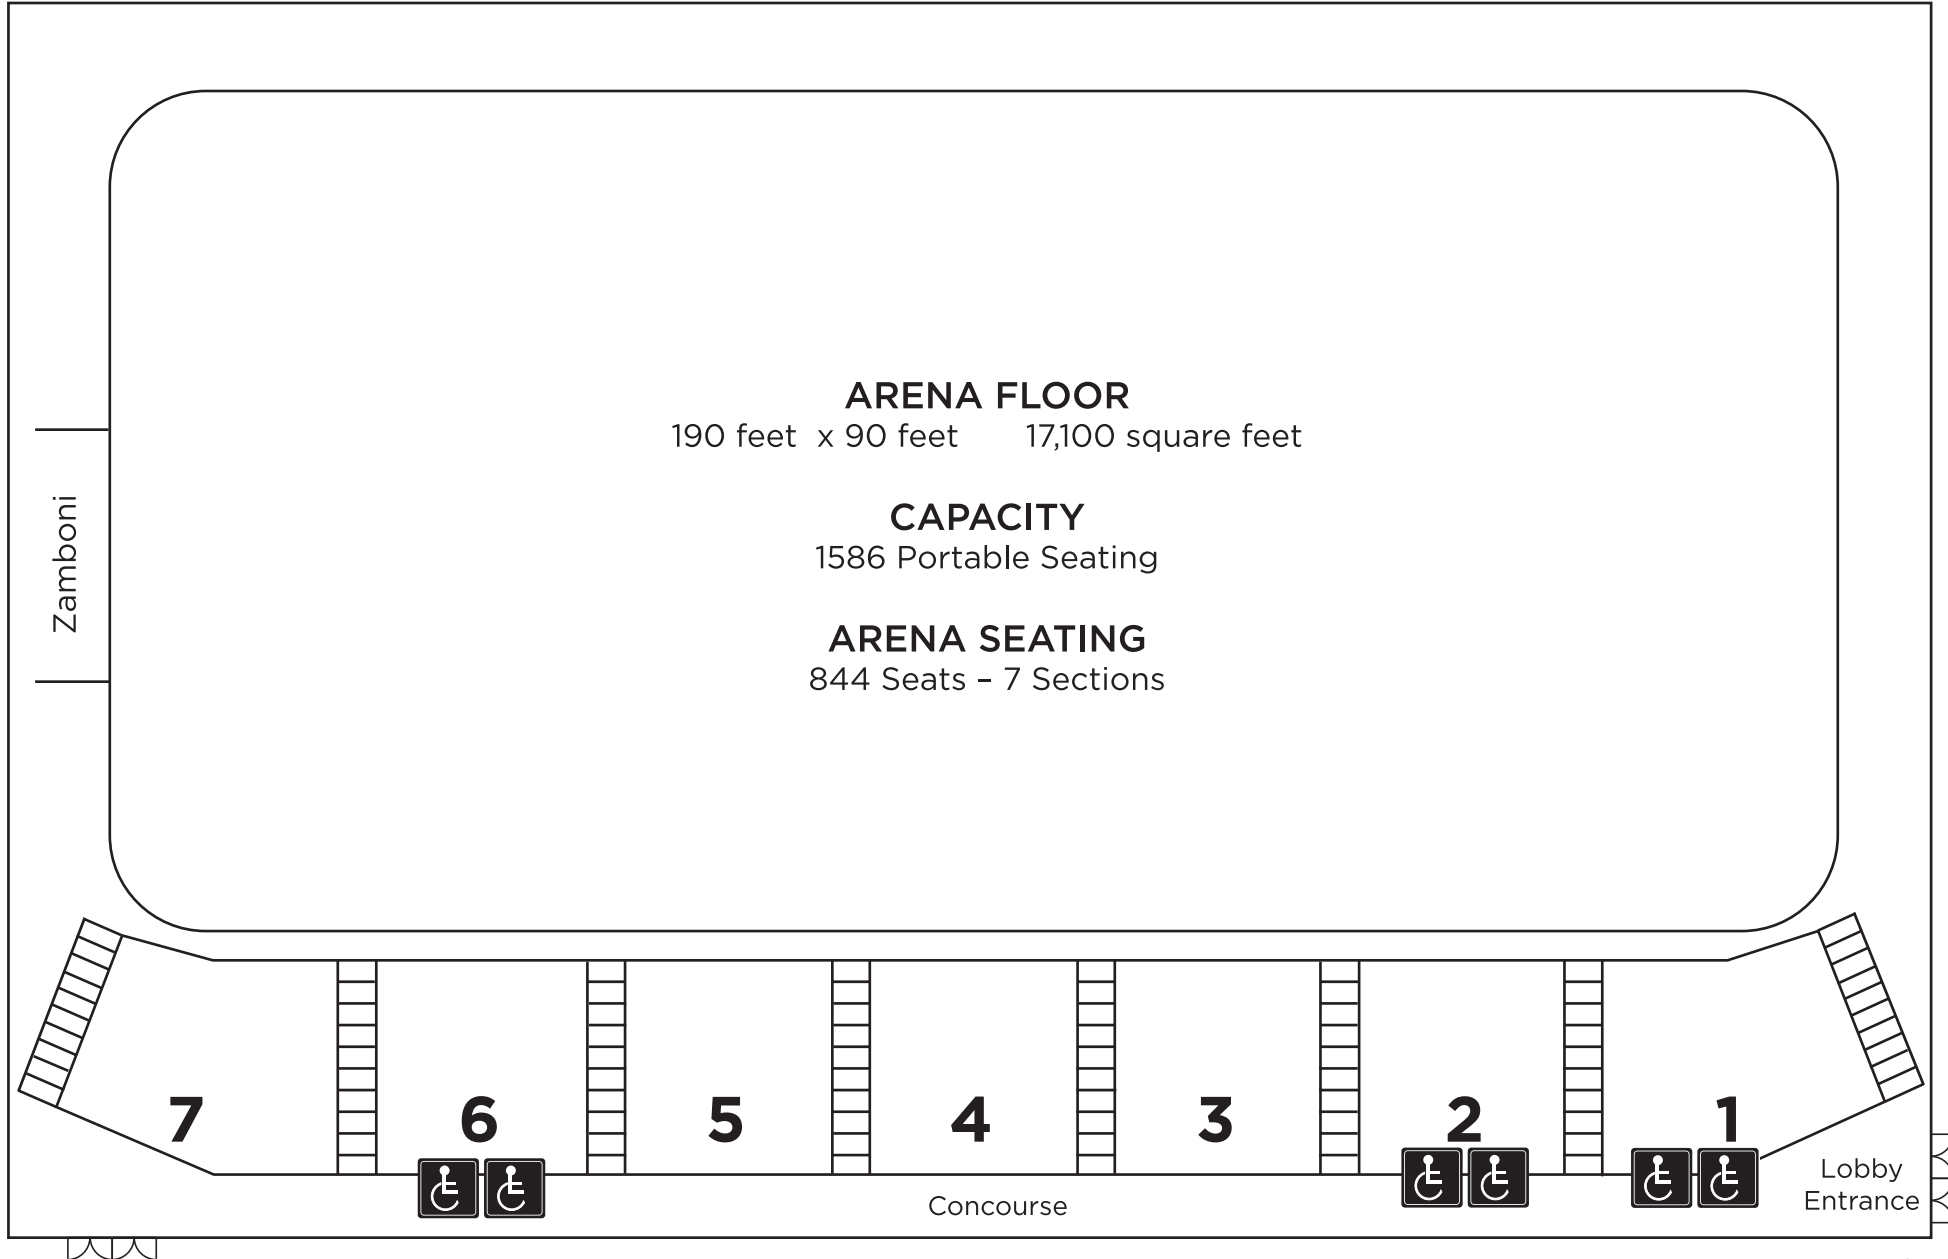 ARENA FLOOR
190 feet x 90 feet 17,100 square feet
CAPACITY
1586 Portable Seating
ARENA SEATING
844 Seats – 7 Sections
Zamboni
7 6 5 4 3 2 1
Concourse
Lobby
Entrance